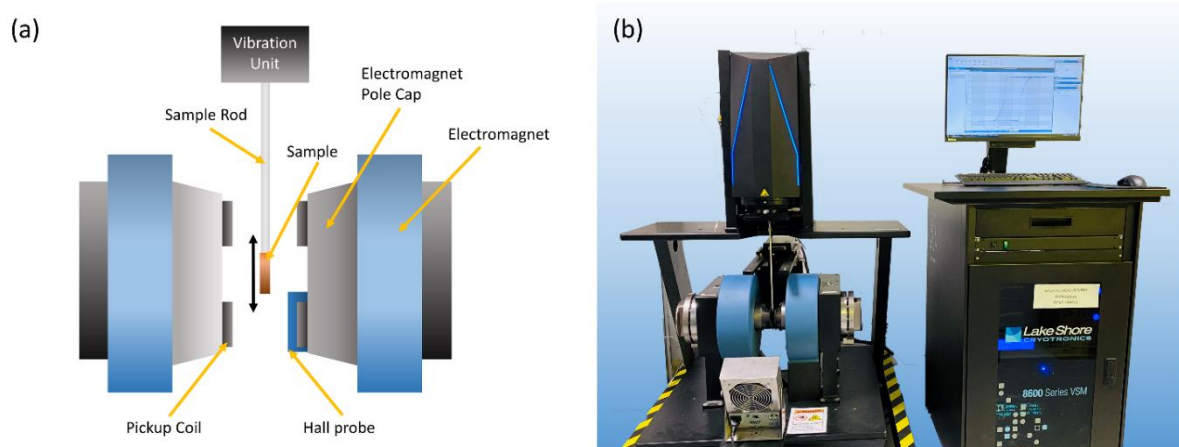 (a)
Vibration
Unit
Electromagnet
Pole Cap
Sample Rod
Electromagnet
Sample
Pickup Coil
Hall probe
(b)
Lake Shore
CRYOTRONICS
8600 Series VSM